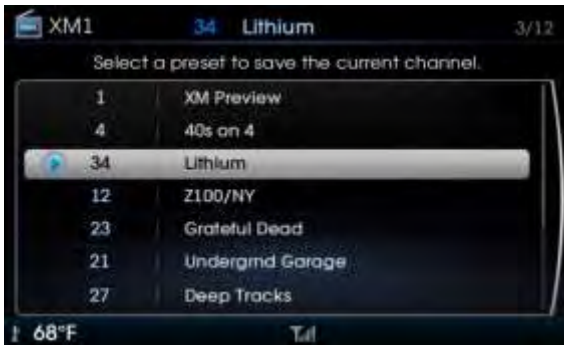 XM1 34 Lithium 3/12
Select a preset to save the current channel.
1 XM Preview
4 40s on 4
34 Lithium
12 Z100/NY
23 Grateful Dead
21 Undergrnd Garage
27 Deep Tracks
68°F